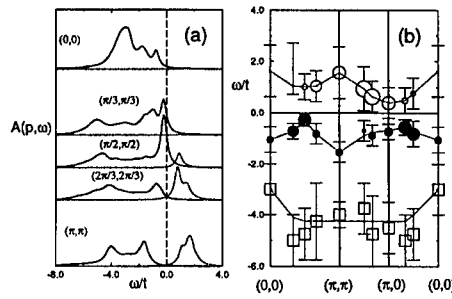 (a)
(0,0)
(π/3,π/3)
A(p,ω)
(π/2,π/2)
(2π/3,2π/3)
(π,π)
-8.0 -4.0 0.0 4.0
ω/t
(b)
4.0
ω/t
2.0
0.0
-2.0
-4.0
-6.0
(0,0) (π,π) (π,0) (0,0)